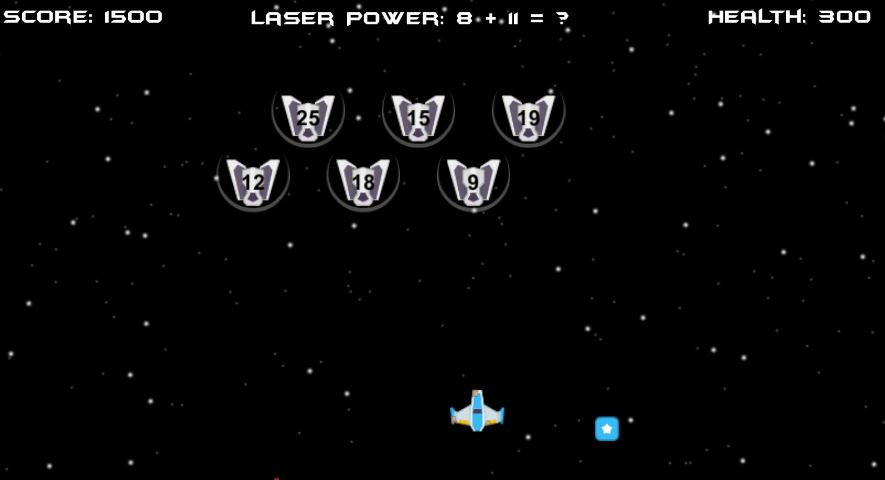 SCORE: 1500 LASER POWER: 8 + 11 = ? HEALTH: 300
25 15 19
12 18 9